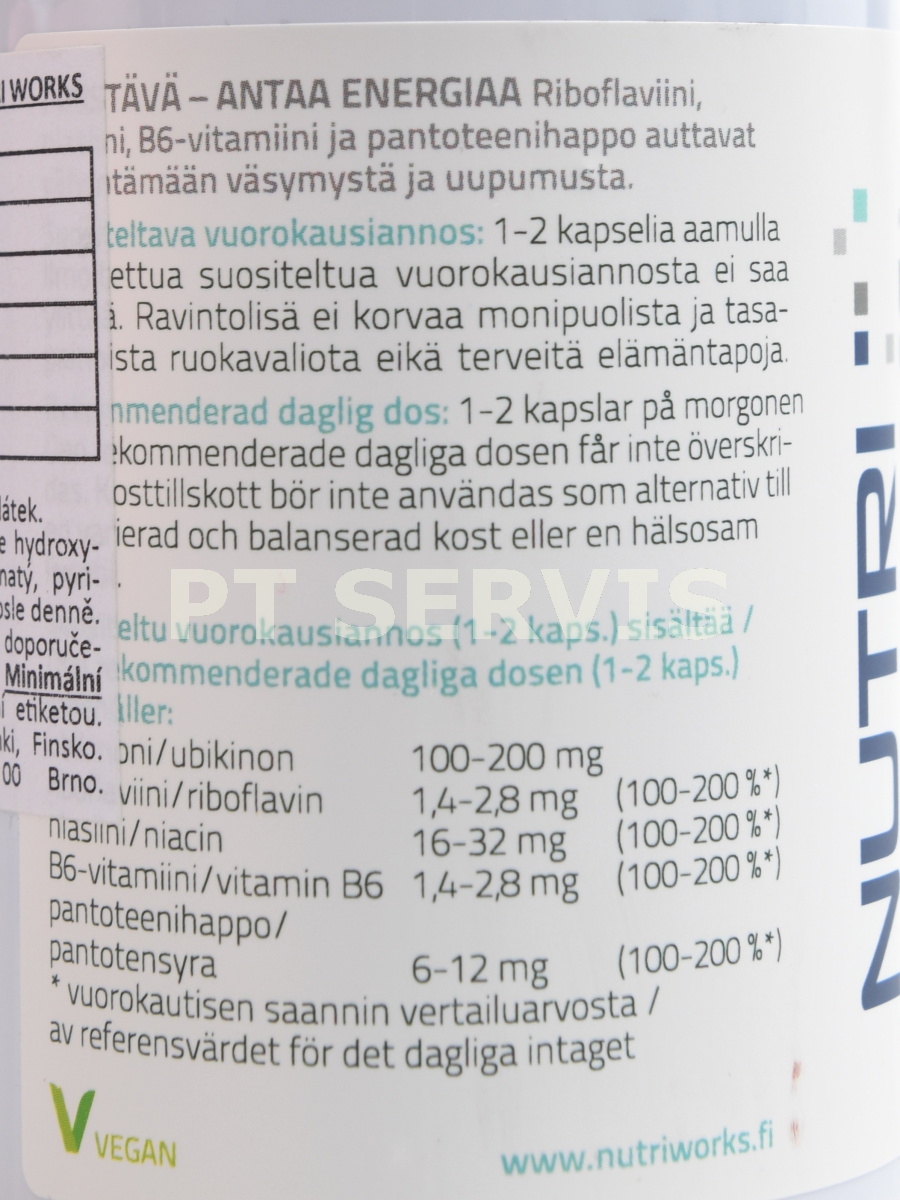 I WORKS
TÄVÄ – ANTAA ENERGIAA Riboflaviini,
ni, B6-vitamiini ja pantoteenihappo auttavat
ntämään väsymystä ja uupumusta.
teltava vuorokausiannos: 1–2 kapselia aamulla
ettua suositeltua vuorokausiannosta ei saa
ä. Ravintolisä ei korvaa monipuolista ja tasa-
ista ruokavaliota eikä terveitä elämäntapoja.
mmenderad daglig dos: 1–2 kapslar på morgonen
ekommenderade dagliga dosen får inte överskri-
osttillskott bör inte användas som alternativ till
ierad och balanserad kost eller en hälsosam
.
látek.
e hydroxy-
natý, pyri-
osle denně.
doporuče-
Minimální
í etiketou.
ki, Finsko.
00 Brno.
PT SERVIS
eltu vuorokausiannos (1-2 kaps.) sisältää /
kommenderade dagliga dosen (1-2 kaps.)
åller:
oni/ubikinon 100–200 mg
viini/riboflavin 1,4–2,8 mg (100–200 %*)
niasiini/niacin 16–32 mg (100–200 %*)
B6-vitamiini/vitamin B6 1,4–2,8 mg (100–200 %*)
pantoteenihappo/
pantotensyra 6–12 mg (100–200 %*)
* vuorokautisen saannin vertailuarvosta /
av referensvärdet för det dagliga intaget
V VEGAN
www.nutriworks.fi
NUTRI